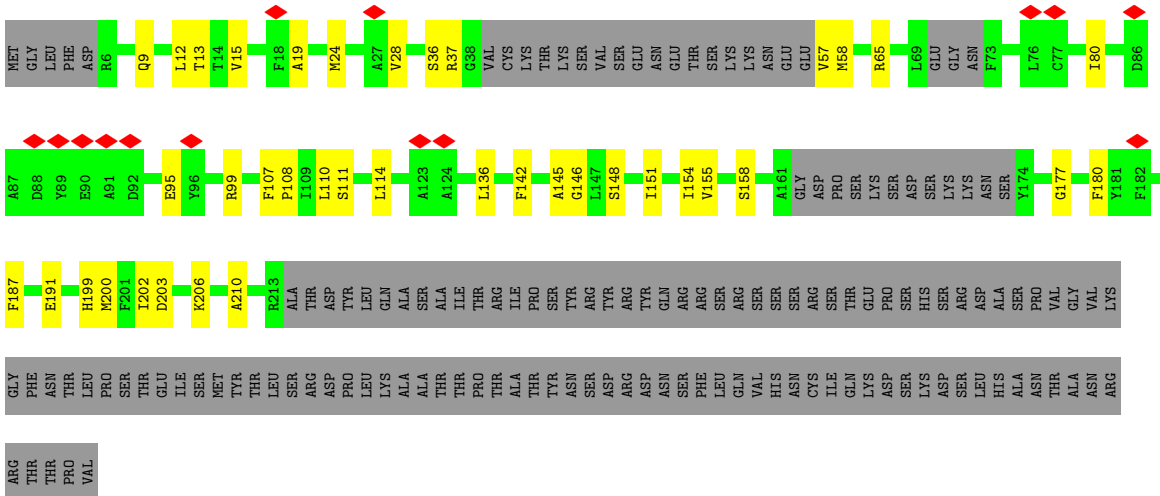 MET GLY LEU PHE ASP R6 Q9 L12 T13 T14 V15 F18 A19 M24 A27 V28 S36 R37 G38 VAL CYS LYS THR LYS SER VAL SER GLU ASN GLU THR SER LYS LYS ASN GLU GLU V57 M58 R65 L69 GLU GLY ASN F73 L76 C77 I80 D86
A87 D88 Y89 E90 A91 D92 E95 Y96 R99 F107 P108 I109 L110 S111 L114 A123 A124 L136 F142 A145 G146 L147 S148 I151 I154 V155 S158 A161 GLY ASP PRO SER LYS SER ASP SER LYS LYS ASN SER Y174 G177 F180 Y181 F182
F187 E191 H199 M200 F201 I202 D203 K206 A210 R213 ALA THR ASP TYR LEU GLN ALA SER ALA ILE THR ARG ILE PRO SER TYR ARG TYR ARG TYR GLN ARG ARG SER ARG SER SER SER ARG SER THR GLU PRO SER HIS SER ARG ASP ALA SER PRO VAL GLY VAL LYS
GLY PHE ASN THR LEU PRO SER THR GLU ILE SER MET TYR THR LEU SER ARG ASP PRO LEU LYS ALA ALA THR THR PRO THR ALA THR TYR ASN SER ASP ARG ASP ASN SER PHE LEU GLN VAL HIS ASN CYS ILE GLN LYS ASP SER LYS ASP SER LEU HIS ALA ASN THR ALA ASN ARG
ARG THR THR PRO VAL